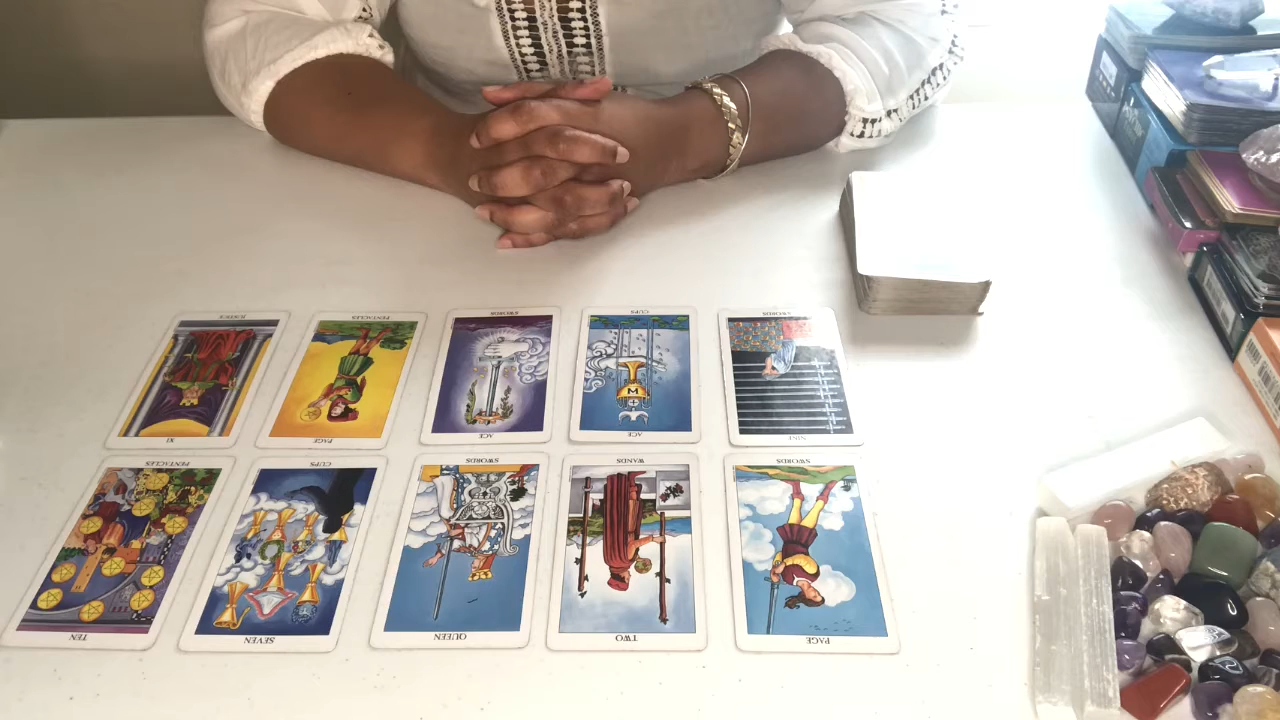 XI
JUSTICE
PAGE
PENTACLES
ACE
SWORDS
ACE
W
CUPS
NINE
SWORDS
TEN
PENTACLES
SEVEN
CUPS
QUEEN
SWORDS
TWO
WANDS
PAGE
SWORDS